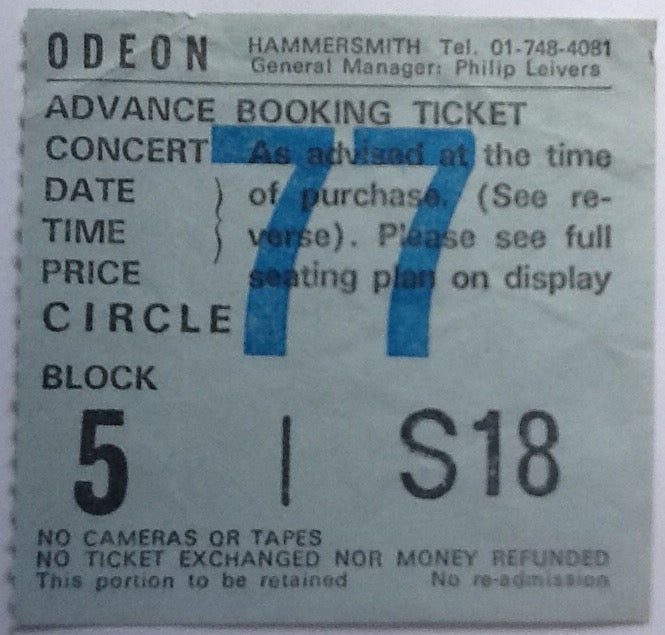 ODEON HAMMERSMITH Tel. 01-748-4081
General Manager: Philip Leivers
ADVANCE BOOKING TICKET
CONCERT As advised at the time
DATE } of purchase. (See re-
TIME } verse). Please see full
PRICE seating plan on display
77
CIRCLE
BLOCK
5 | S18
NO CAMERAS OR TAPES
NO TICKET EXCHANGED NOR MONEY REFUNDED
This portion to be retained No re-admission